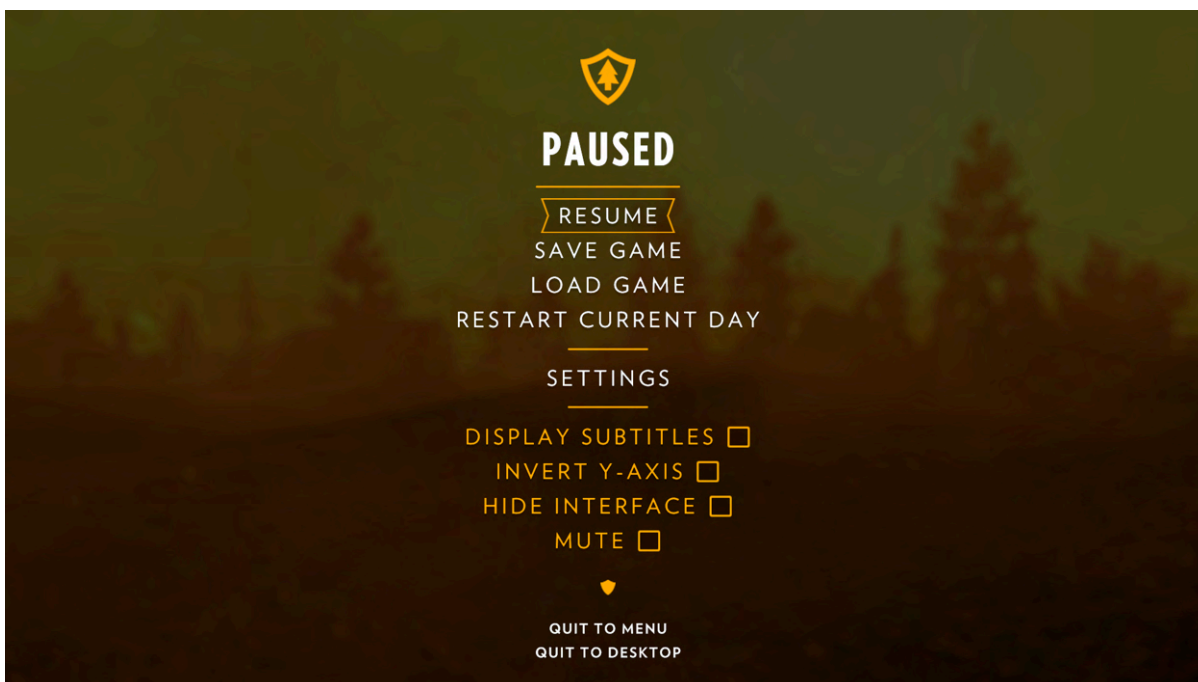 PAUSED
RESUME
SAVE GAME
LOAD GAME
RESTART CURRENT DAY
SETTINGS
DISPLAY SUBTITLES
INVERT Y-AXIS
HIDE INTERFACE
MUTE
QUIT TO MENU
QUIT TO DESKTOP